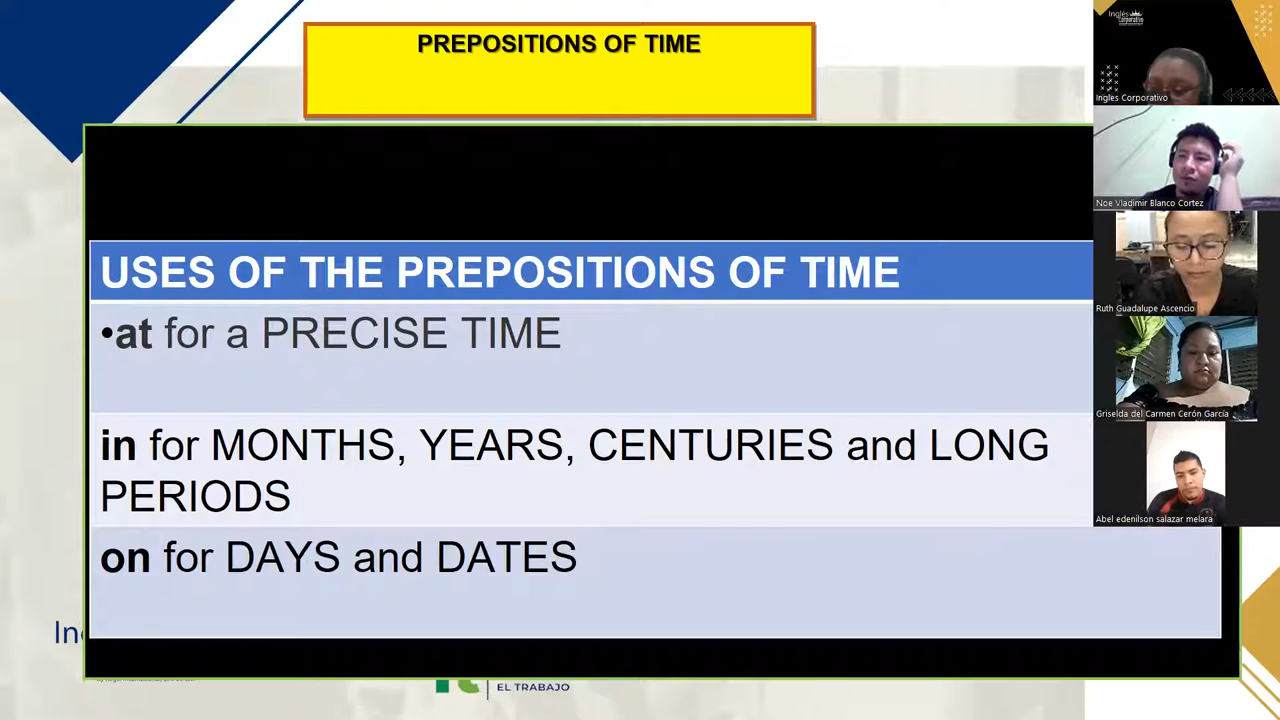 PREPOSITIONS OF TIME
USES OF THE PREPOSITIONS OF TIME
•at for a PRECISE TIME
in for MONTHS, YEARS, CENTURIES and LONG
PERIODS
on for DAYS and DATES
EL TRABAJO
Inglés
Corporativo
Ingles Corporativo
Noe Vladimir Blanco Cortez
Ruth Guadalupe Ascencio
Griselda del Carmen Cerón García
Abel edenilson salazar melara